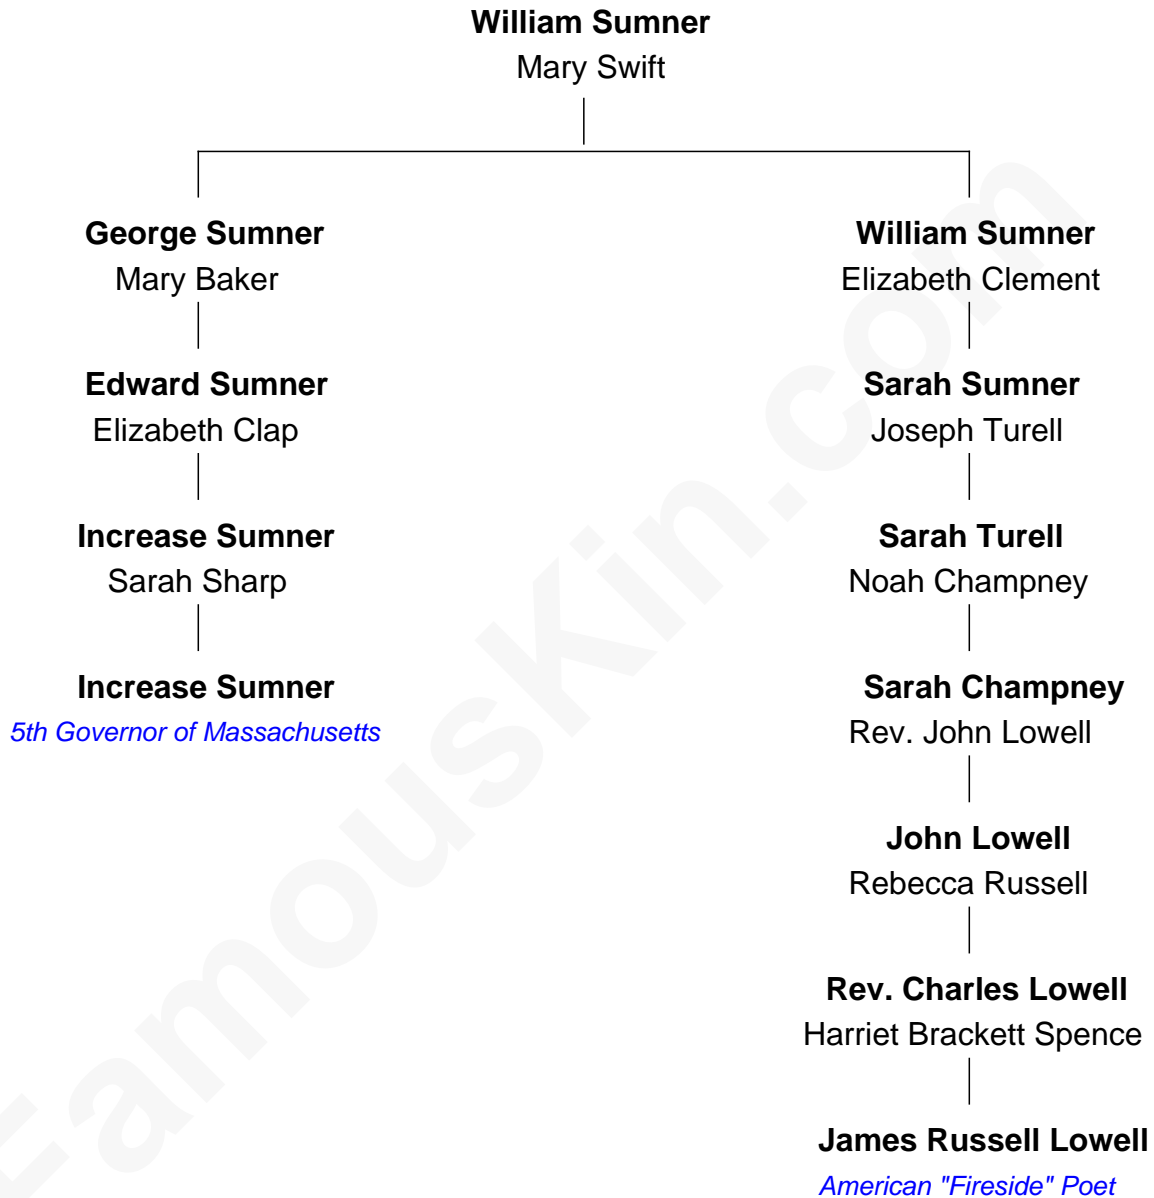 William Sumner
Mary Swift
George Sumner
Mary Baker
Edward Sumner
Elizabeth Clap
Increase Sumner
Sarah Sharp
Increase Sumner
5th Governor of Massachusetts
William Sumner
Elizabeth Clement
Sarah Sumner
Joseph Turell
Sarah Turell
Noah Champney
Sarah Champney
Rev. John Lowell
John Lowell
Rebecca Russell
Rev. Charles Lowell
Harriet Brackett Spence
James Russell Lowell
American "Fireside" Poet
FamousKin.com